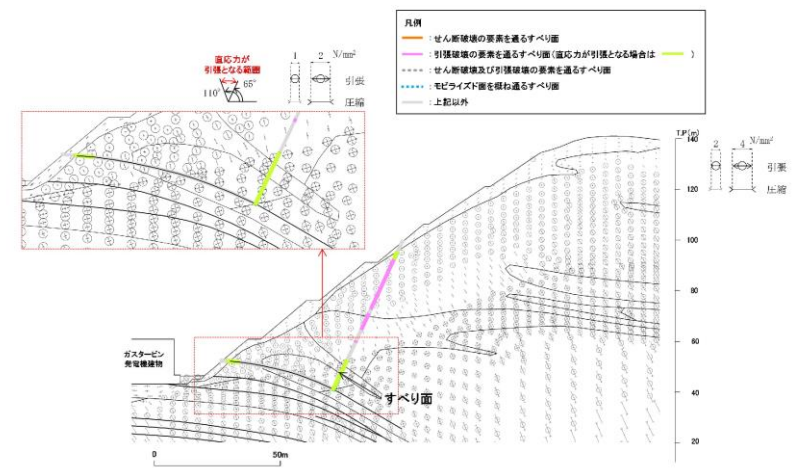 凡例
：せん断破壊の要素を通るすべり面
：引張破壊の要素を通るすべり面（直応力が引張となる場合は　　）
：せん断破壊及び引張破壊の要素を通るすべり面
：モビライズド面を概ね通るすべり面
：上記以外
直応力が
引張となる範囲
110°
65°
1 2 N/mm²
引張
圧縮
T.P(m)
140
120
100
80
60
40
20
2 4 N/mm²
引張
圧縮
ガスタービン
発電機建物
すべり面
0 50m